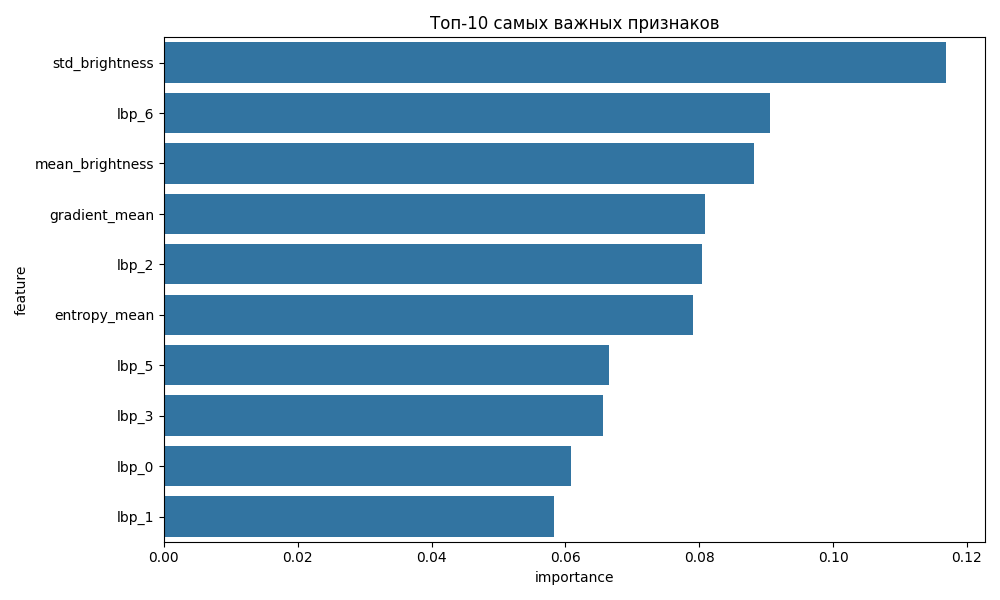 Топ-10 самых важных признаков
feature
std_brightness
lbp_6
mean_brightness
gradient_mean
lbp_2
entropy_mean
lbp_5
lbp_3
lbp_0
lbp_1
0.00 0.02 0.04 0.06 0.08 0.10 0.12
importance